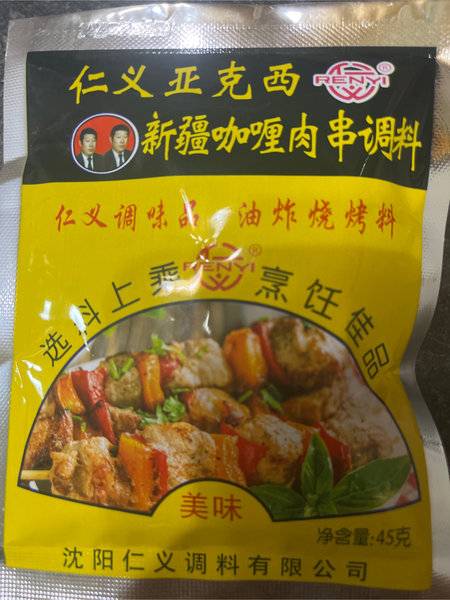 仁义亚克西
RENYI
®
新疆咖喱肉串调料
仁义调味品 油炸烧烤料
RENYI
®
选料上乘 烹饪佳品
美味
净含量:45克
沈阳仁义调料有限公司